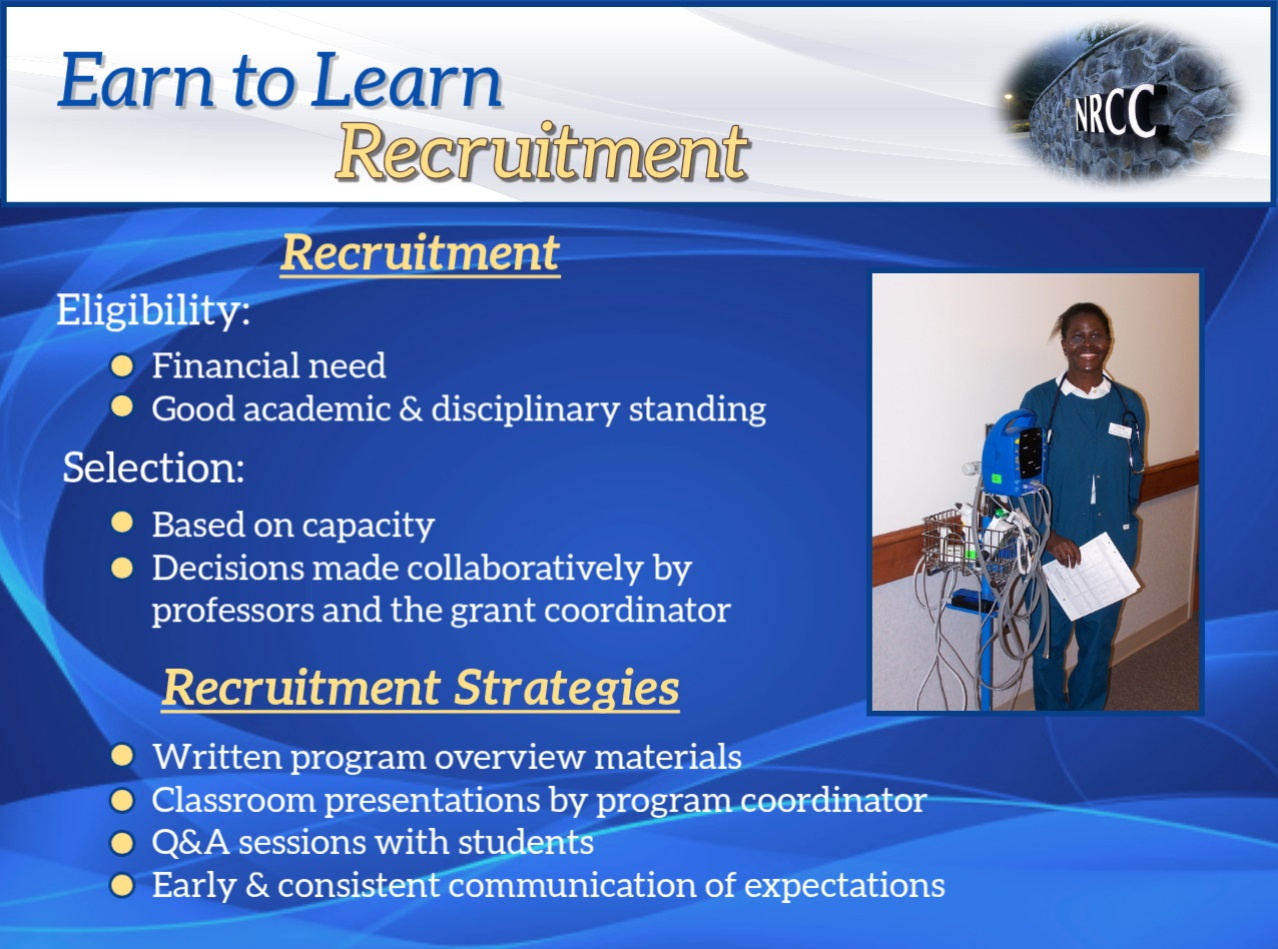 Earn to Learn
Recruitment
NRCC
Recruitment
Eligibility:
Financial need
Good academic & disciplinary standing
Selection:
Based on capacity
Decisions made collaboratively by
professors and the grant coordinator
Recruitment Strategies
Written program overview materials
Classroom presentations by program coordinator
Q&A sessions with students
Early & consistent communication of expectations